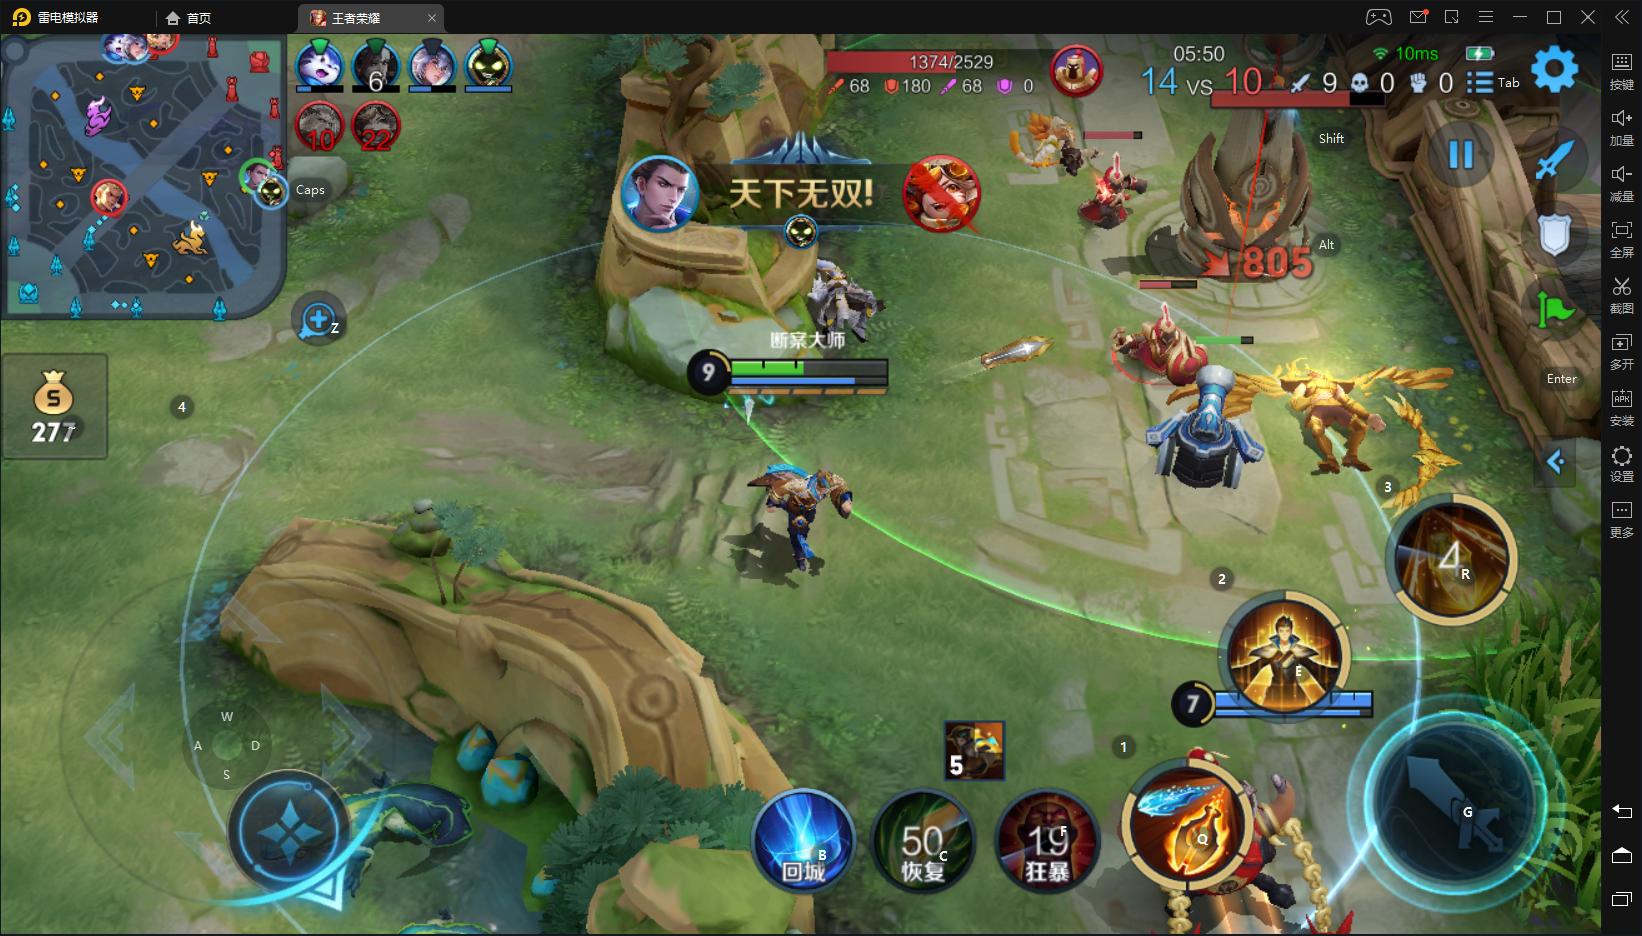 雷电模拟器
首页
王者荣耀
6
10
22
Caps
Z
1374/2529
68 180 68 0
05:50
10ms
14 VS 10
9 0 0
Tab
Shift
天下无双!
Alt
805
断案大师
9
Enter
277
4
3
4
R
2
E
7
W
A
D
S
5
1
G
Q
B
回城
50
C
恢复
19
F
狂暴
按键
加量
减量
全屏
截图
多开
APK
安装
设置
更多